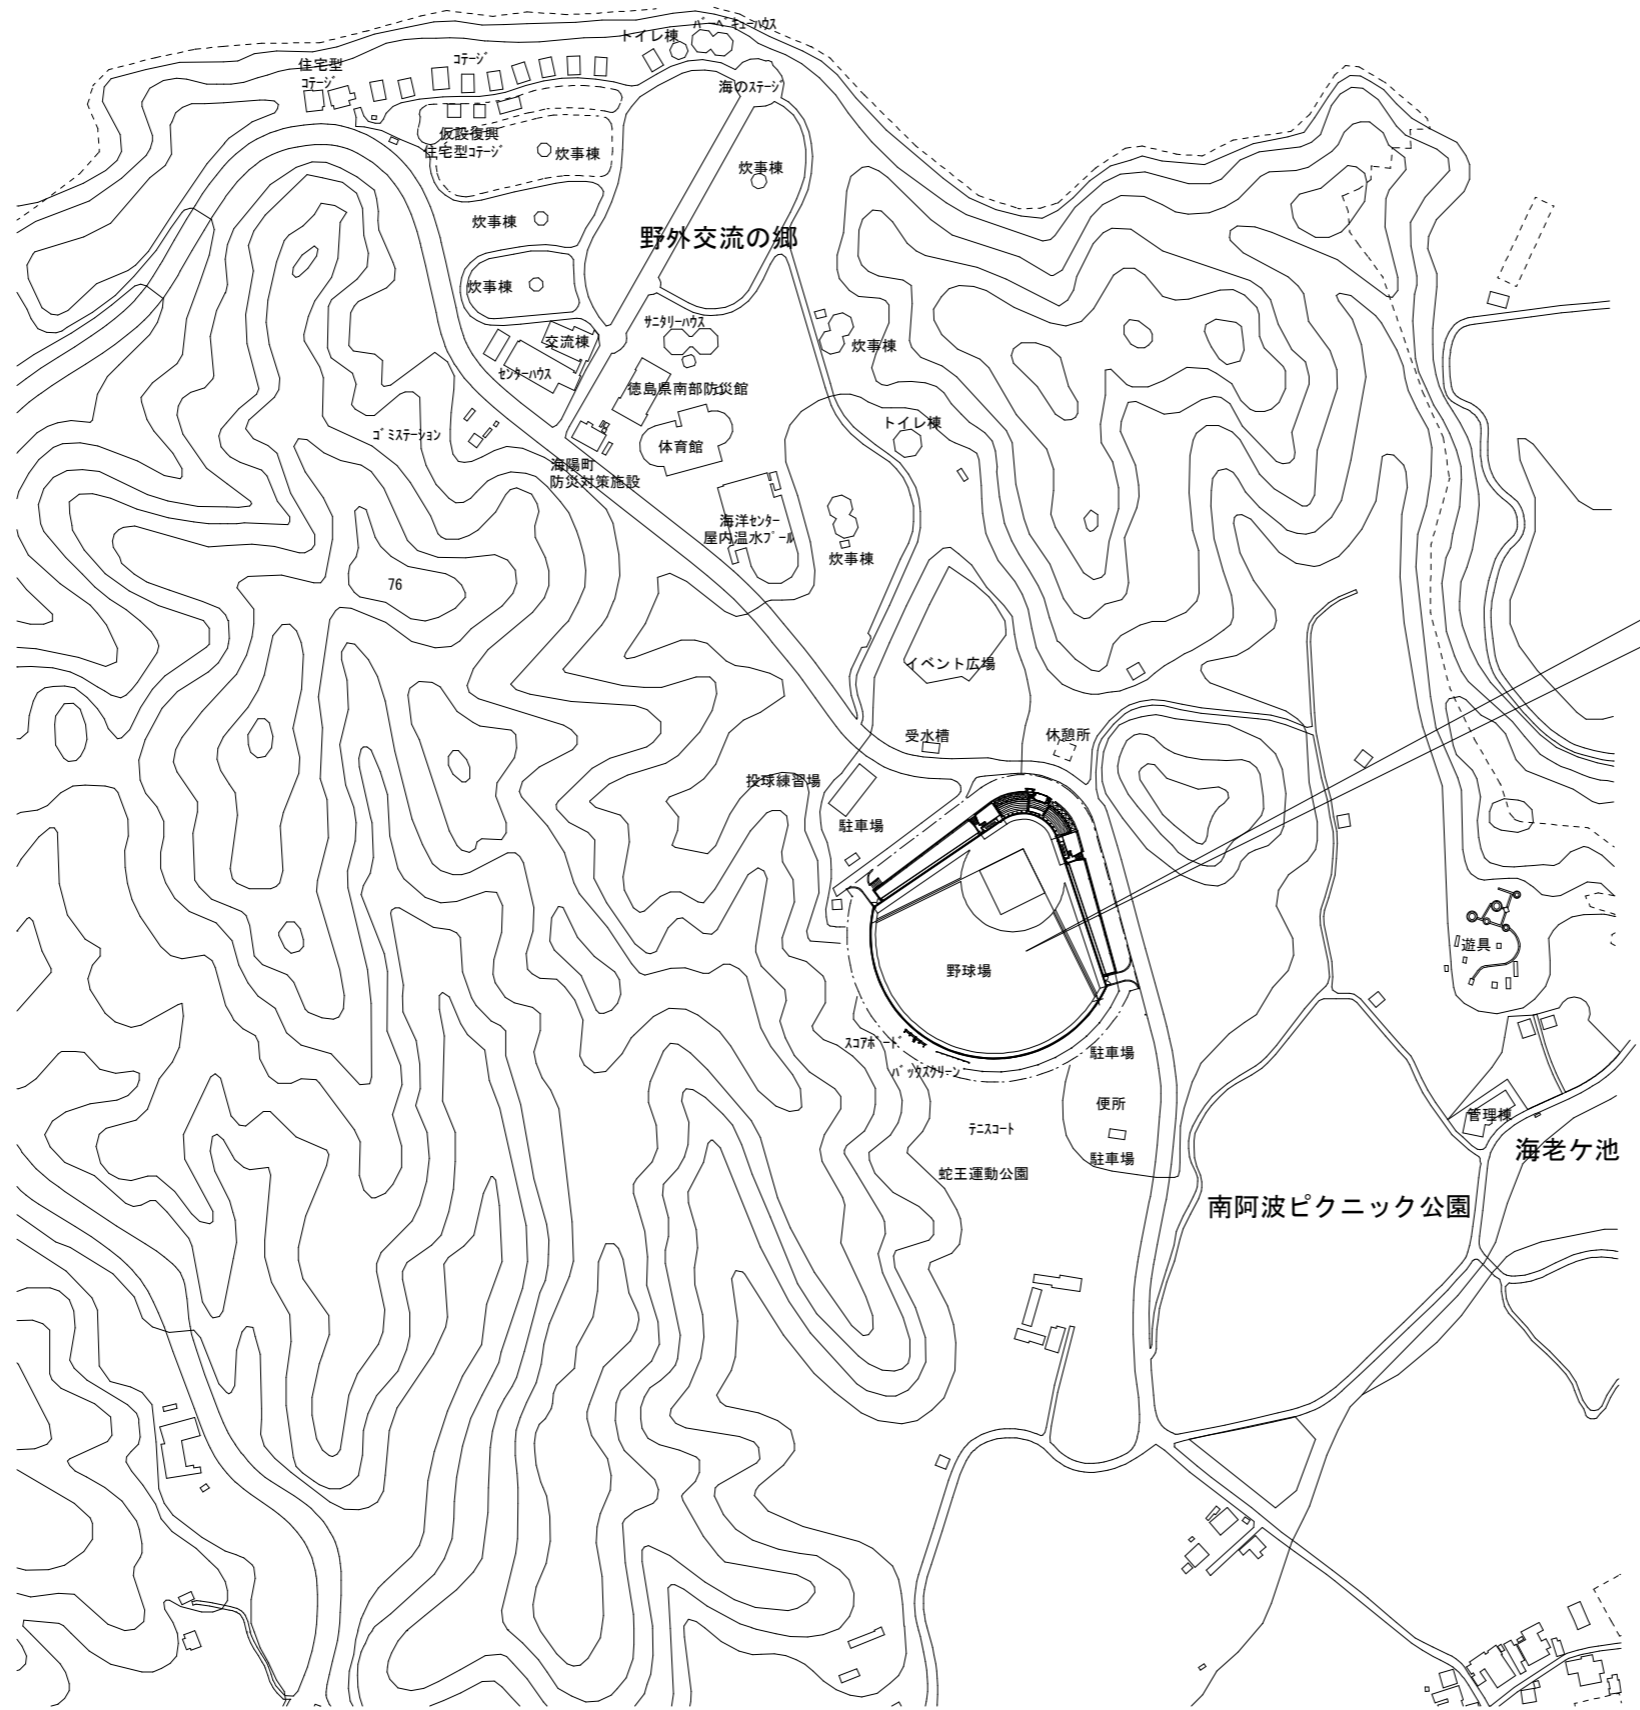 バーベキューハウス
トイレ棟
コテージ
住宅型
コテージ
海のステージ
仮設復興
住宅型コテージ
炊事棟
炊事棟
炊事棟
野外交流の郷
炊事棟
サニタリーハウス
交流棟
炊事棟
センターハウス
徳島県南部防災館
トイレ棟
ゴミステーション
体育館
海陽町
防災対策施設
海洋センター
屋内温水プール
炊事棟
76
イベント広場
受水槽
休憩所
投球練習場
駐車場
遊具
野球場
スコアボード
駐車場
バックスクリーン
便所
管理棟
テニスコート
海老ケ池
駐車場
蛇王運動公園
南阿波ピクニック公園